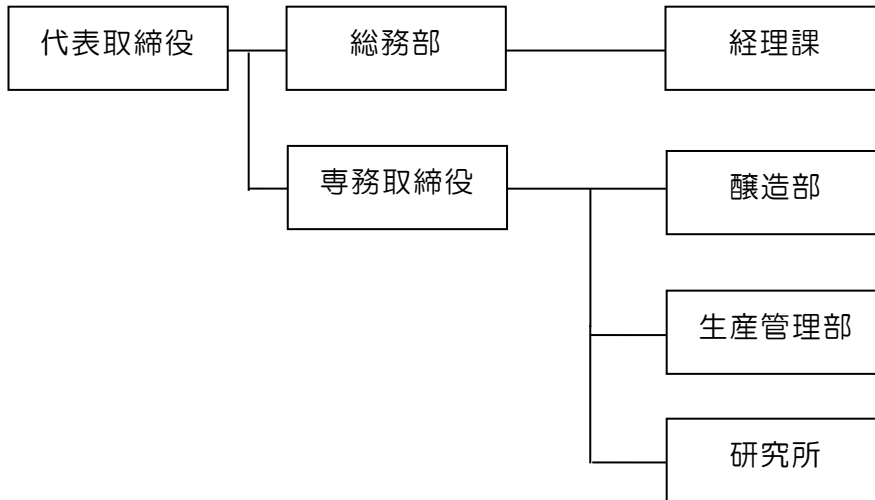 代表取締役
総務部
経理課
専務取締役
醸造部
生産管理部
研究所